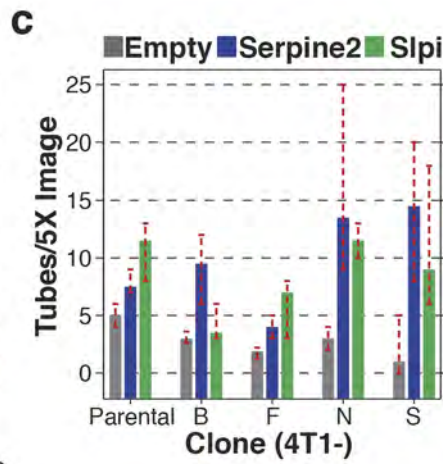 c
Empty Serpine2 Slpi
Tubes/5X Image
25
20
15
10
5
0
Parental B F N S
Clone (4T1-)